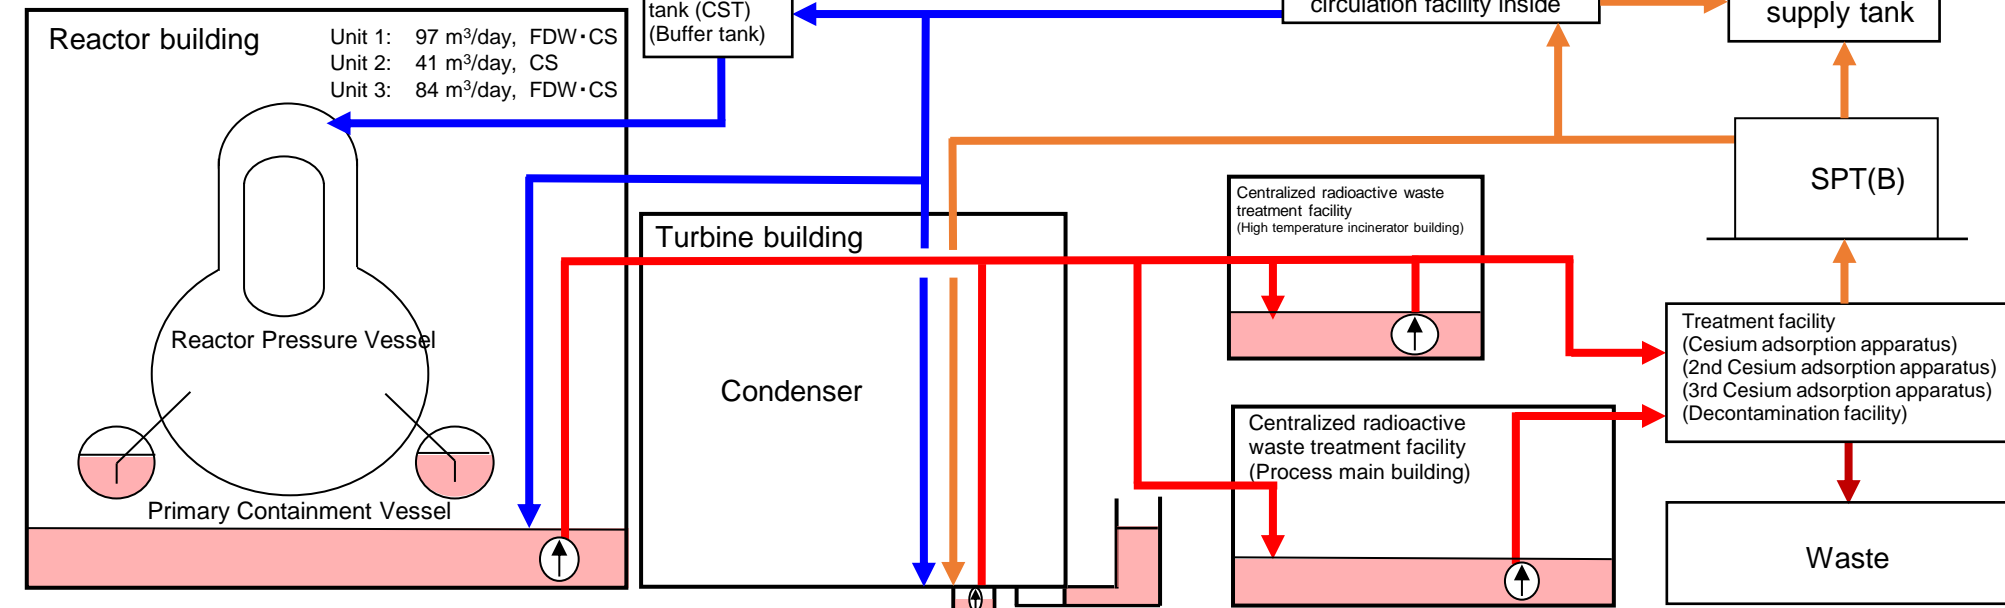 tank (CST)
(Buffer tank)
circulation facility inside
supply tank
Reactor building
Unit 1: 97 m³/day, FDW・CS
Unit 2: 41 m³/day, CS
Unit 3: 84 m³/day, FDW・CS
Reactor Pressure Vessel
Primary Containment Vessel
Turbine building
Condenser
Centralized radioactive waste
treatment facility
(High temperature incinerator building)
SPT(B)
Treatment facility
(Cesium adsorption apparatus)
(2nd Cesium adsorption apparatus)
(3rd Cesium adsorption apparatus)
(Decontamination facility)
Centralized radioactive
waste treatment facility
(Process main building)
Waste